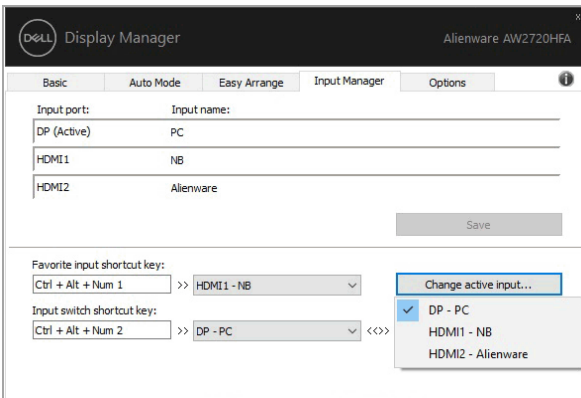 DELL Display Manager Alienware AW2720HFA
Basic Auto Mode Easy Arrange Input Manager Options
Input port: Input name:
DP (Active) PC
HDMI1 NB
HDMI2 Alienware
Save
Favorite input shortcut key:
Ctrl + Alt + Num 1 >> HDMI1 - NB Change active input...
Input switch shortcut key:
Ctrl + Alt + Num 2 >> DP - PC <<>>
DP - PC
HDMI1 - NB
HDMI2 - Alienware